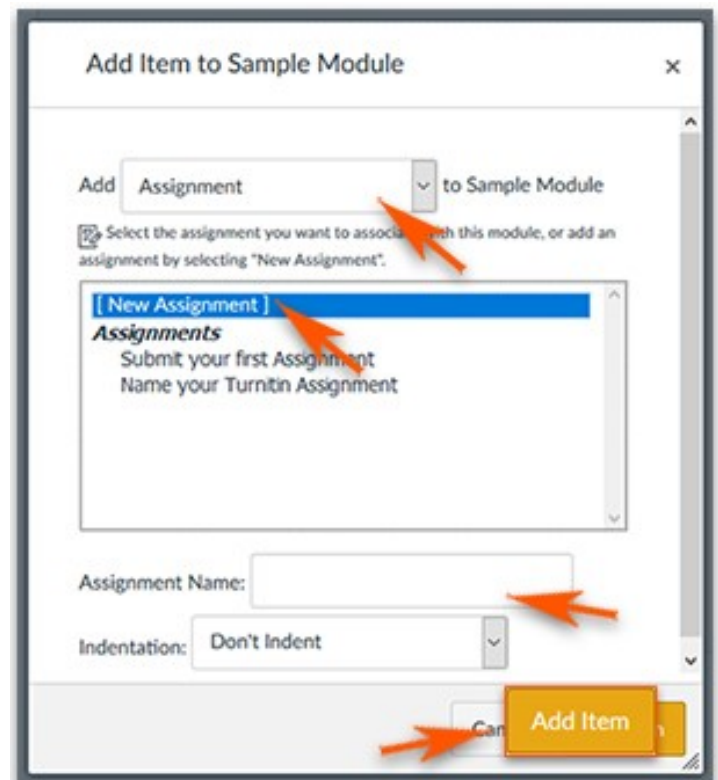 Add Item to Sample Module ×
Add Assignment to Sample Module
Select the assignment you want to with this module, or add an
assignment by selecting "New Assignment".
[ New Assignment ]
Assignments
Submit your first Assignment
Name your Turnitin Assignment
Assignment Name:
Indentation: Don't Indent
Add Item